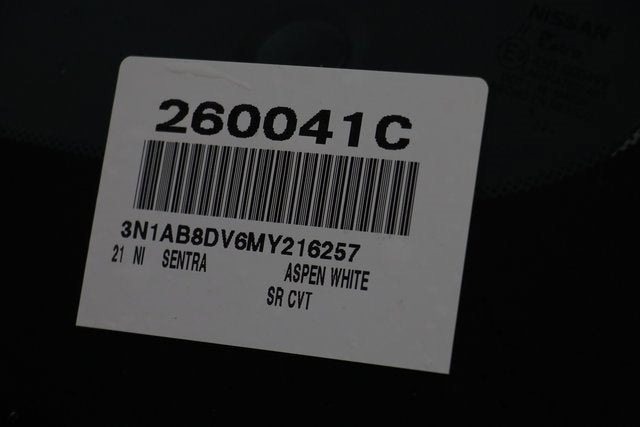 NISSAN
260041C
3N1AB8DV6MY216257
21 NI SENTRA ASPEN WHITE
SR CVT